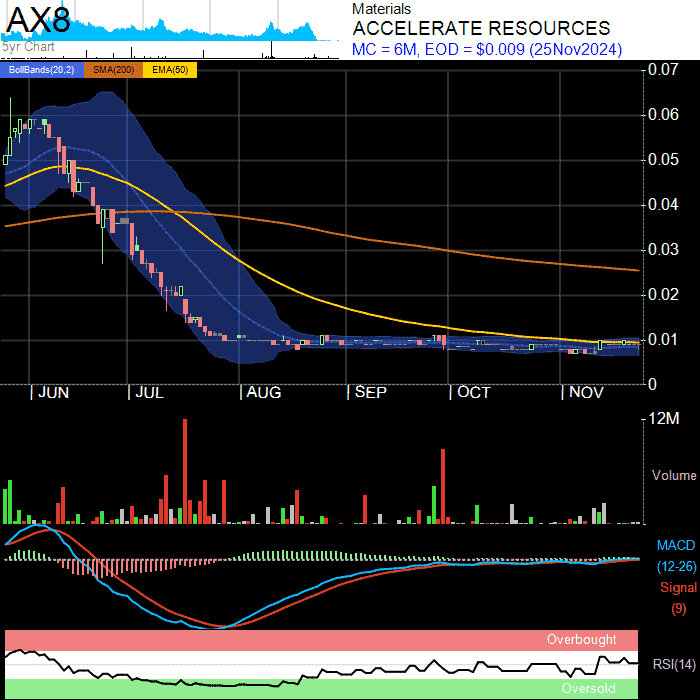 AX8
5yr Chart
Materials
ACCELERATE RESOURCES
MC = 6M, EOD = $0.009 (25Nov2024)
BollBands(20,2) SMA(200) EMA(50)
0.07
0.06
0.05
0.04
0.03
0.02
0.01
0
JUN JUL AUG SEP OCT NOV
12M
Volume
MACD
(12-26)
Signal
(9)
Overbought
RSI(14)
Oversold